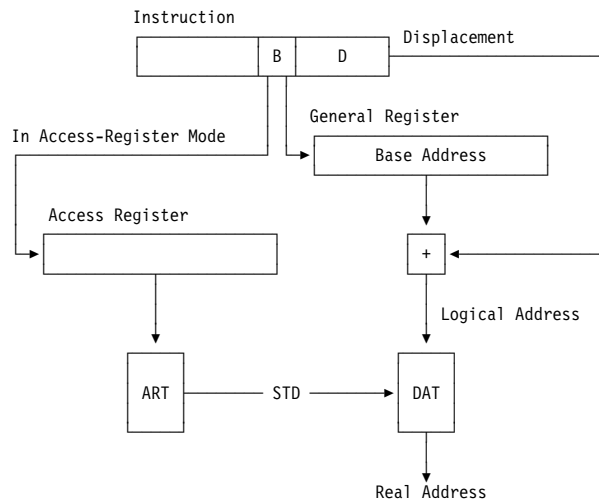 Instruction
B D
Displacement
General Register
In Access-Register Mode
Base Address
Access Register
+
Logical Address
ART
STD
DAT
Real Address